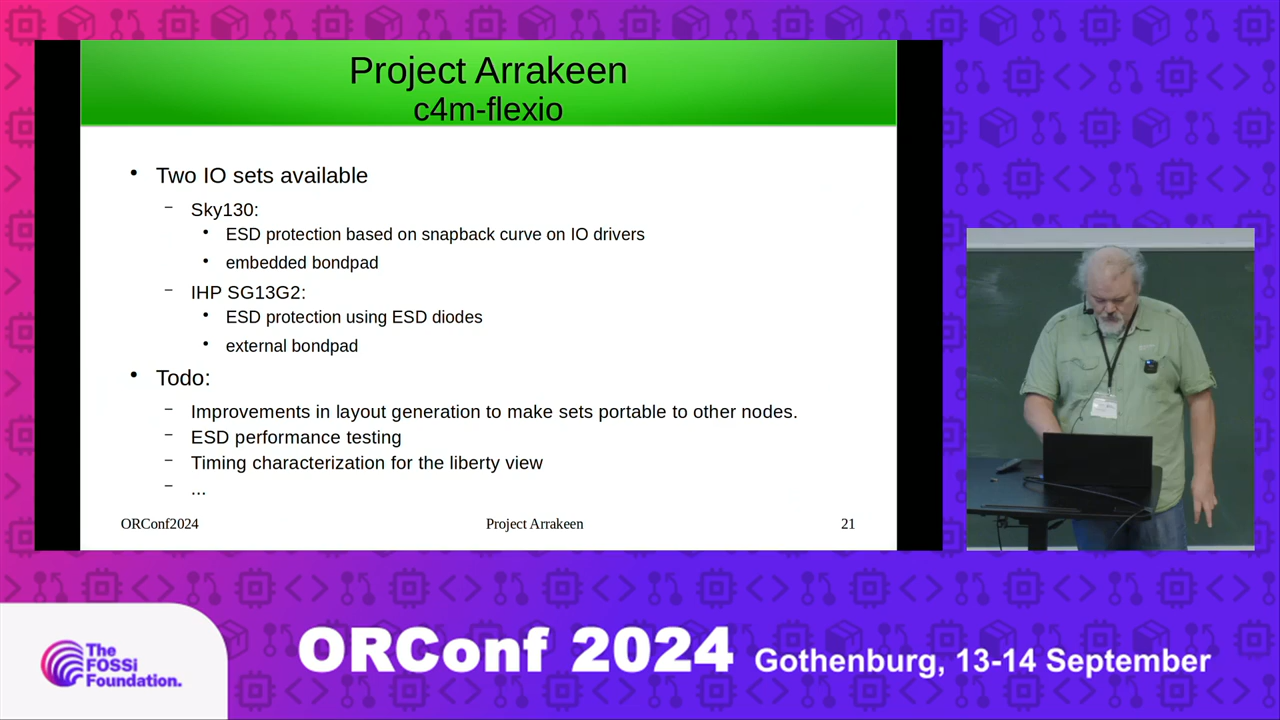 Project Arrakeen
c4m-flexio
• Two IO sets available
– Sky130:
• ESD protection based on snapback curve on IO drivers
• embedded bondpad
– IHP SG13G2:
• ESD protection using ESD diodes
• external bondpad
• Todo:
– Improvements in layout generation to make sets portable to other nodes.
– ESD performance testing
– Timing characterization for the liberty view
– ...
ORConf2024
Project Arrakeen
21
The
FOSSi
Foundation.
ORConf 2024 Gothenburg, 13-14 September